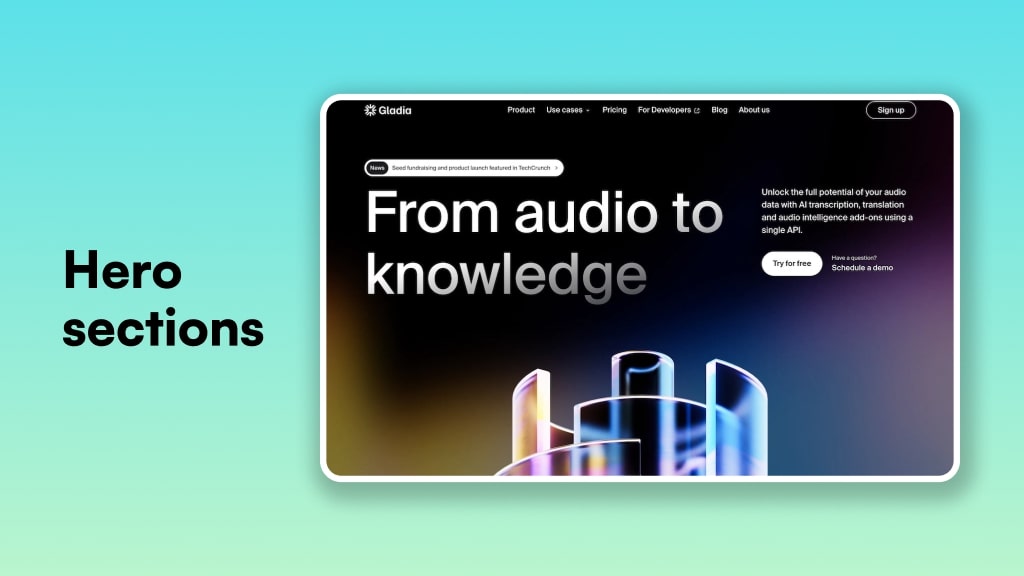 Hero
sections
Gladia
Product Use cases Pricing For Developers Blog About us
Sign up
News Seed fundraising and product launch featured in TechCrunch
From audio to
knowledge
Unlock the full potential of your audio
data with AI transcription, translation
and audio intelligence add-ons using a
single API.
Try for free
Have a question?
Schedule a demo